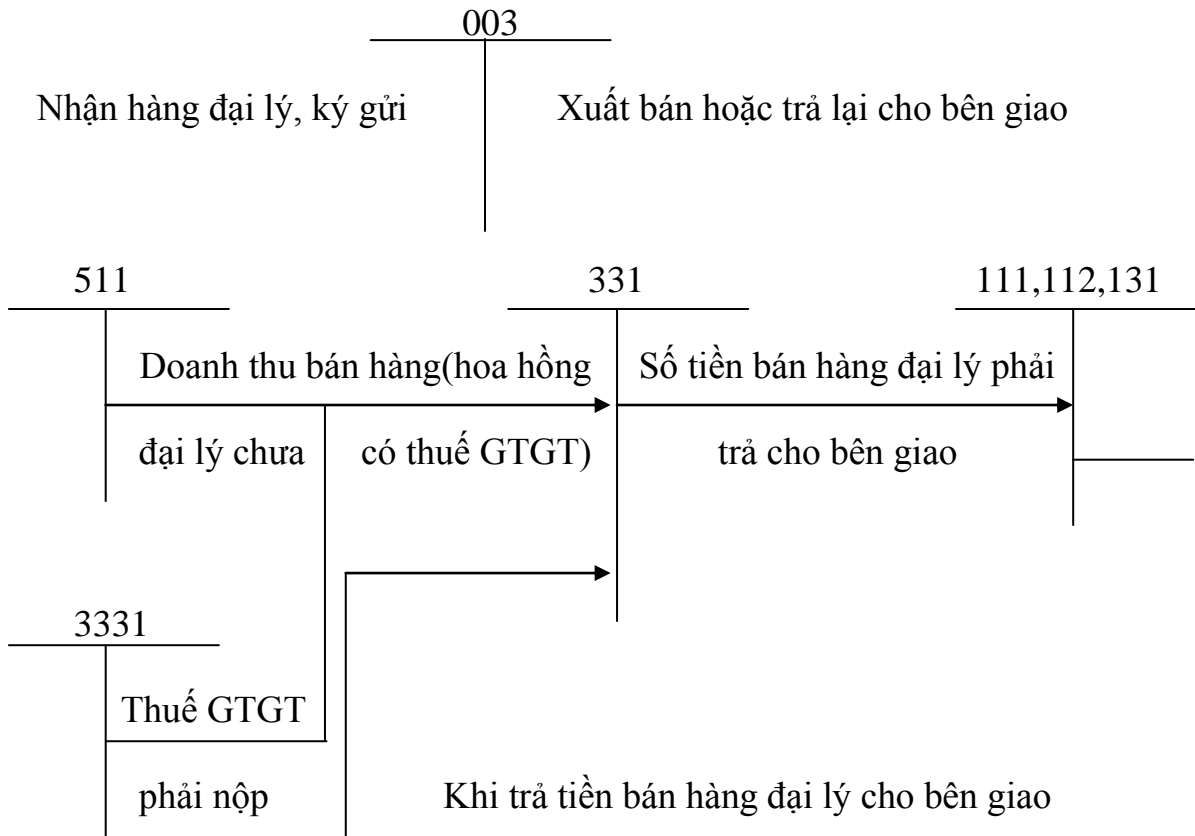 003
Nhận hàng đại lý, ký gửi Xuất bán hoặc trả lại cho bên giao
511 331 111,112,131
Doanh thu bán hàng(hoa hồng Số tiền bán hàng đại lý phải
đại lý chưa có thuế GTGT) trả cho bên giao
3331
Thuế GTGT
phải nộp Khi trả tiền bán hàng đại lý cho bên giao